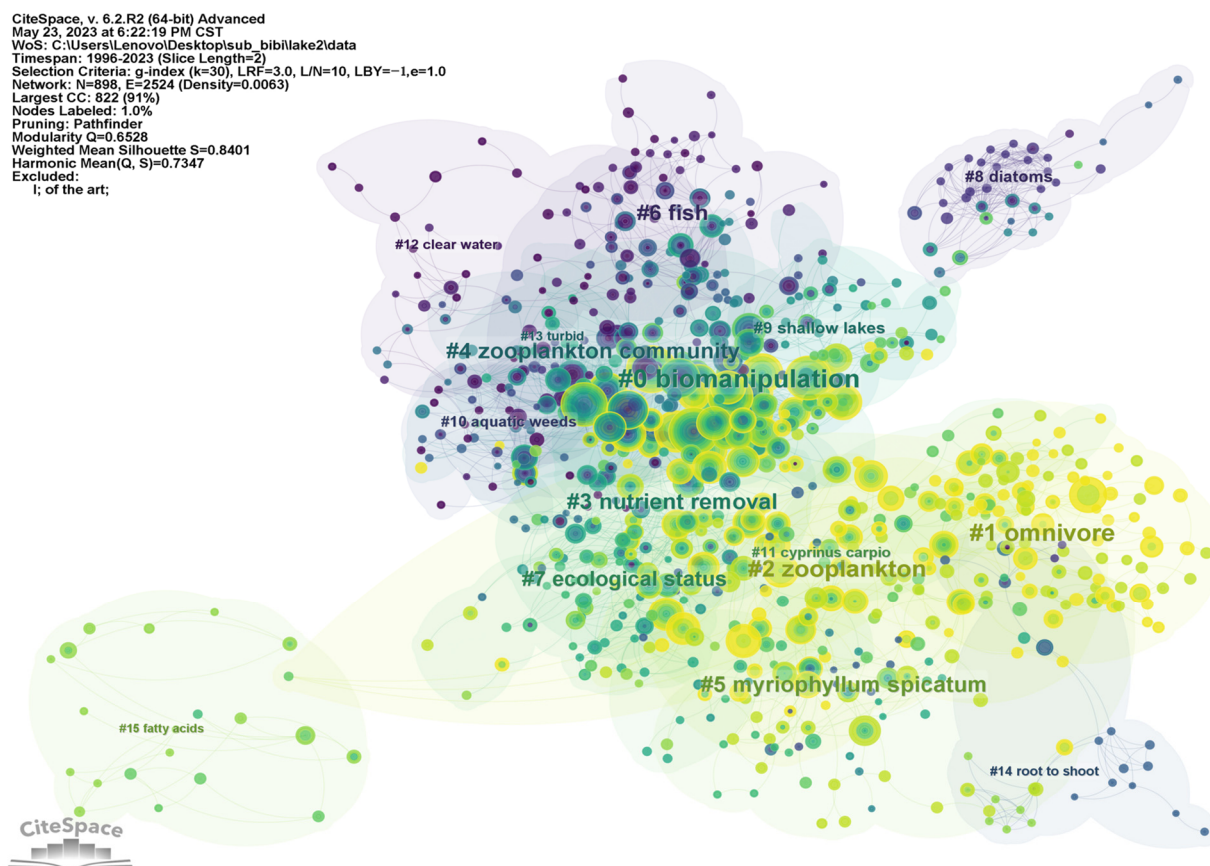 CiteSpace, v. 6.2.R2 (64-bit) Advanced
May 23, 2023 at 6:22:19 PM CST
WoS: C:\Users\Lenovo\Desktop\sub_bibi\lake2\data
Timespan: 1996-2023 (Slice Length=2)
Selection Criteria: g-index (k=30), LRF=3.0, L/N=10, LBY=−1,e=1.0
Network: N=898, E=2524 (Density=0.0063)
Largest CC: 822 (91%)
Nodes Labeled: 1.0%
Pruning: Pathfinder
Modularity Q=0.6528
Weighted Mean Silhouette S=0.8401
Harmonic Mean(Q, S)=0.7347
Excluded:
l; of the art;
#8 diatoms
#6 fish
#12 clear water
#9 shallow lakes
#13 turbid
#4 zooplankton community
#0 biomanipulation
#10 aquatic weeds
#3 nutrient removal
#1 omnivore
#11 cyprinus carpio
#2 zooplankton
#7 ecological status
#5 myriophyllum spicatum
#15 fatty acids
#14 root to shoot
CiteSpace